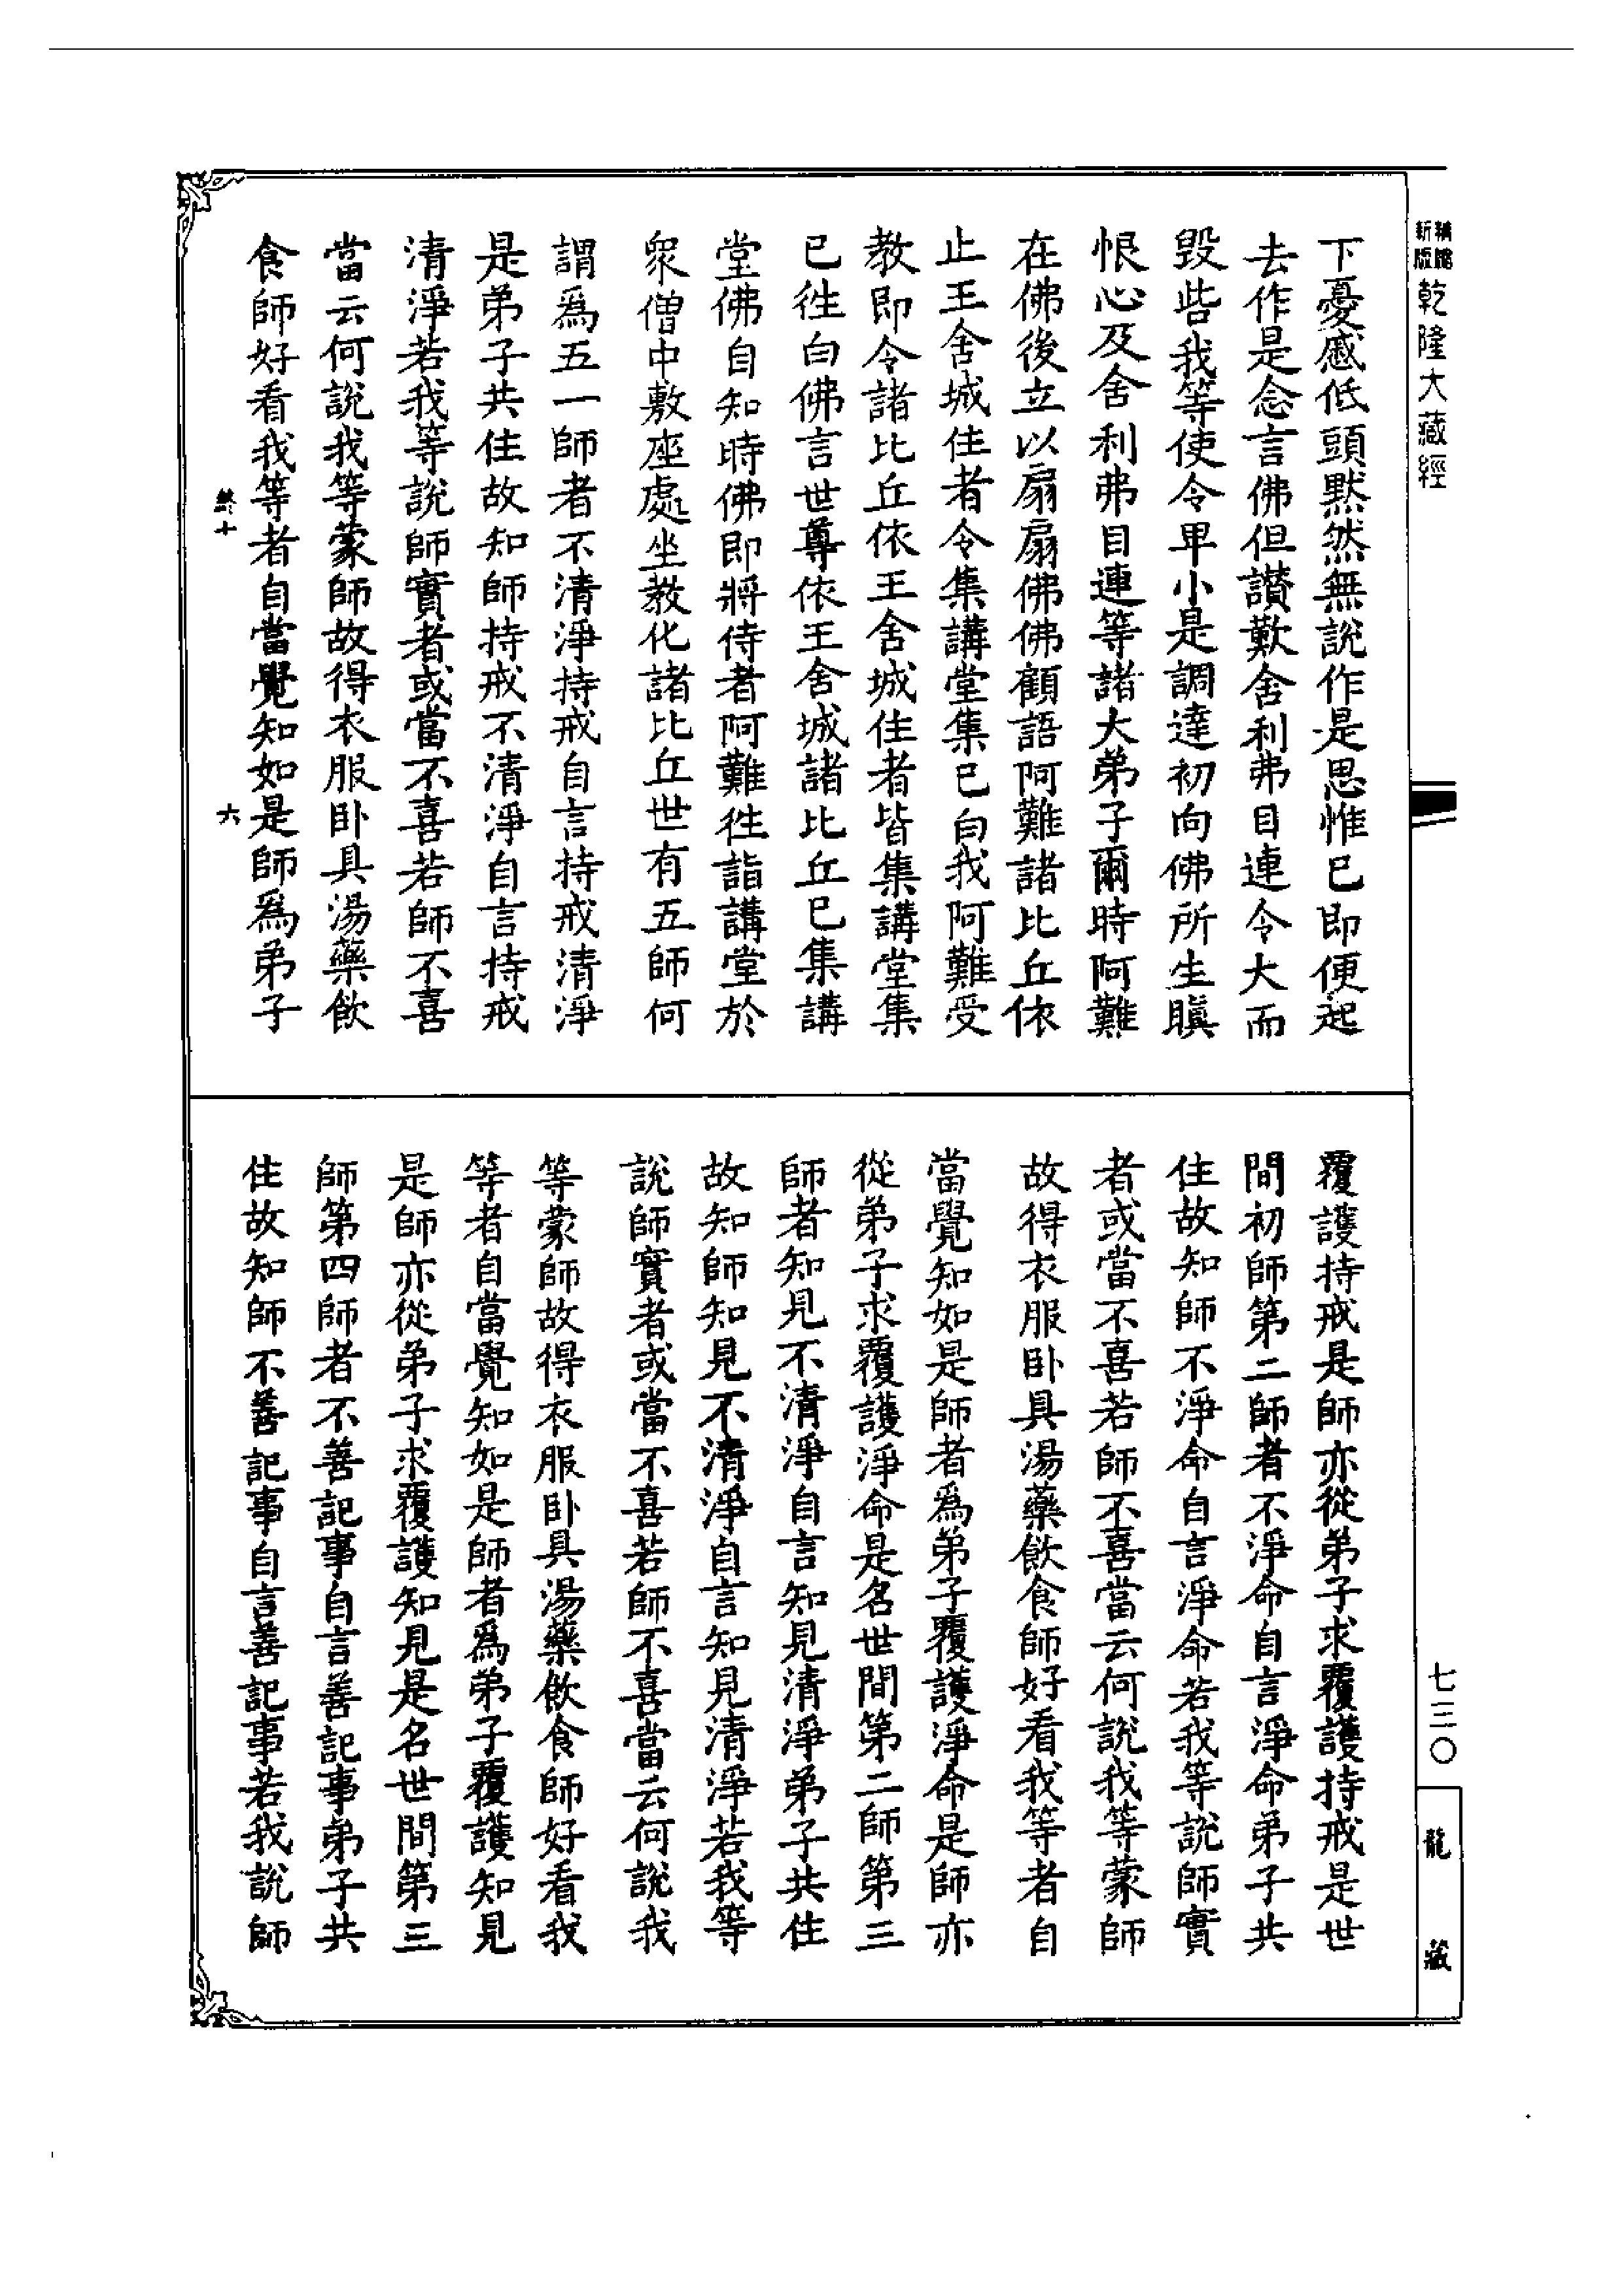 新版
乾隆大藏經
下憂慼低頭默然無說作是思惟已即便起
去作是念言佛但讃歎舍利弗目連令大而
毀呰我等使令卑小是調達初向佛所生瞋
恨心及舍利弗目連等諸大弟子爾時阿難
在佛後立以扇扇佛佛顧語阿難諸比丘依
止王舍城住者令集講堂集已白我阿難受
教即令諸比丘依王舍城住者皆集講堂集
已徃白佛言世尊依王舍城諸比丘已集講
堂佛自知時佛即將侍者阿難徃詣講堂於
衆僧中敷座處坐教化諸比丘世有五師何
謂爲五一師者不清淨持戒自言持戒清淨
是弟子共住故知師持戒不清淨自言持戒
清淨若我等說師實者或當不喜若師不喜
當云何說我等蒙師故得衣服卧具湯藥飲
食師好看我等者自當覺知如是師爲弟子
終十
六
覆護持戒是師亦從弟子求覆護持戒是世
間初師第二師者不淨命自言淨命弟子共
住故知師不淨命自言淨命若我等說師實
者或當不喜若師不喜當云何說我等蒙師
故得衣服卧具湯藥飲食師好看我等者自
當覺知如是師者爲弟子覆護淨命是師亦
從弟子求覆護淨命是名世間第二師第三
師者知見不清淨自言知見清淨弟子共住
故知師知見不清淨自言知見清淨若我等
說師實者或當不喜若師不喜當云何說我
等蒙師故得衣服卧具湯藥飲食師好看我
等者自當覺知如是師者爲弟子覆護知見
是師亦從弟子求覆護知見是名世間第三
師第四師者不善記事自言善記事弟子共
住故知師不善記事自言善記事若我說師
七三〇
龍藏